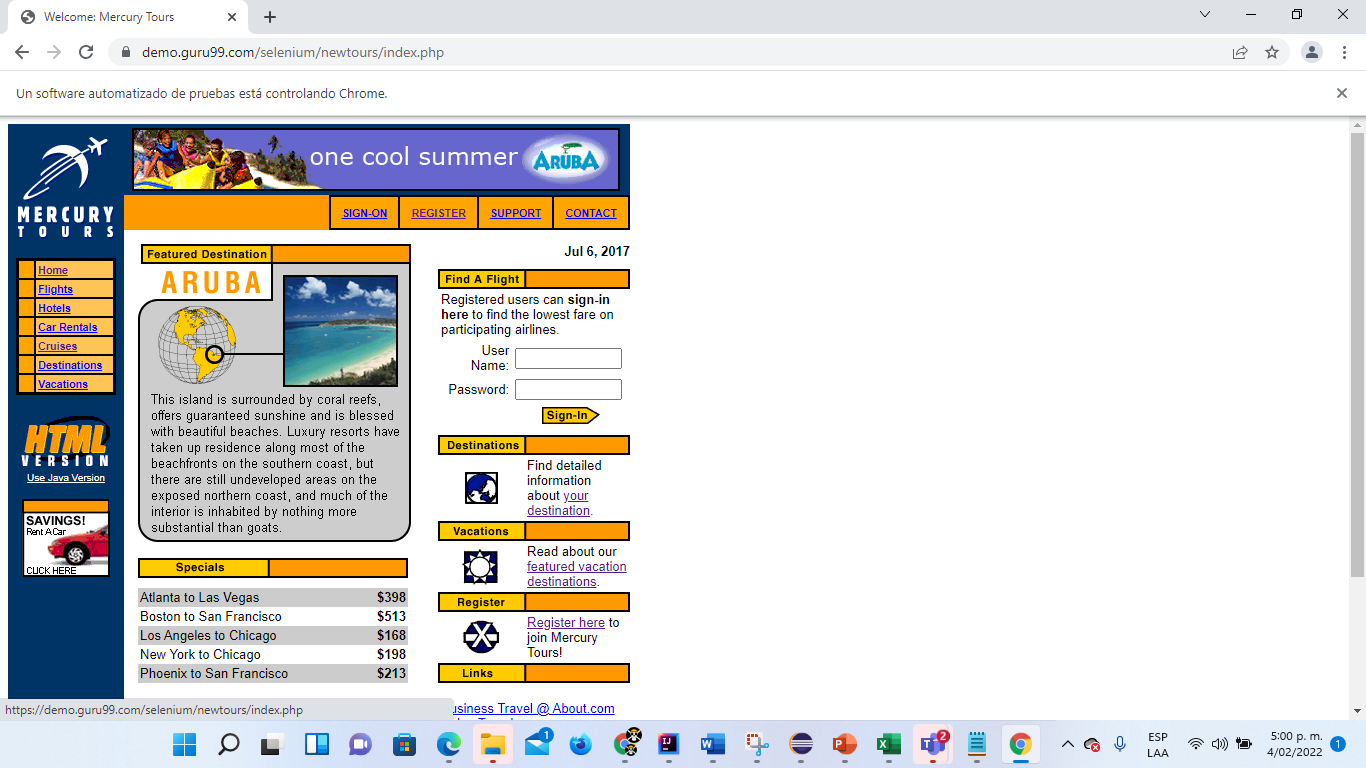 Welcome: Mercury Tours
demo.guru99.com/selenium/newtours/index.php
Un software automatizado de pruebas está controlando Chrome.
MERCURY
TOURS
one cool summer ARUBA
SIGN-ON REGISTER SUPPORT CONTACT
Home
Flights
Hotels
Car Rentals
Cruises
Destinations
Vacations
HTML
VERSION
Use Java Version
SAVINGS!
Rent A Car
CLICK HERE
Featured Destination
ARUBA
This island is surrounded by coral reefs,
offers guaranteed sunshine and is blessed
with beautiful beaches. Luxury resorts have
taken up residence along most of the
beachfronts on the southern coast, but
there are still undeveloped areas on the
exposed northern coast, and much of the
interior is inhabited by nothing more
substantial than goats.
Specials
Atlanta to Las Vegas $398
Boston to San Francisco $513
Los Angeles to Chicago $168
New York to Chicago $198
Phoenix to San Francisco $213
Jul 6, 2017
Find A Flight
Registered users can sign-in
here to find the lowest fare on
participating airlines.
User
Name:
Password:
Sign-In
Destinations
Find detailed
information
about your
destination.
Vacations
Read about our
featured vacation
destinations.
Register
Register here to
join Mercury
Tours!
Links
usiness Travel @ About.com
https://demo.guru99.com/selenium/newtours/index.php
1
2
ESP
LAA
5:00 p. m.
4/02/2022
1